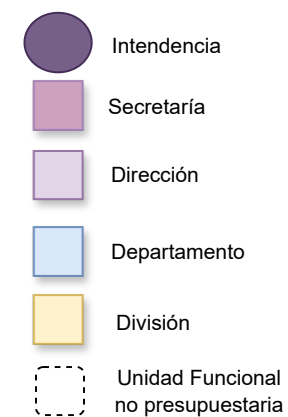 Intendencia
Secretaría
Dirección
Departamento
División
Unidad Funcional
no presupuestaria